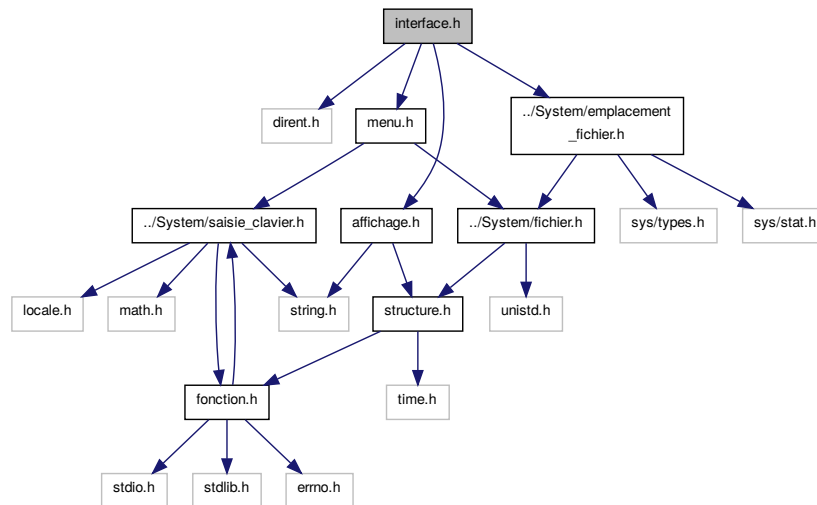 interface.h
dirent.h
menu.h
../System/emplacement
_fichier.h
../System/saisie_clavier.h
affichage.h
../System/fichier.h
sys/types.h
sys/stat.h
locale.h
math.h
string.h
structure.h
unistd.h
fonction.h
time.h
stdio.h
stdlib.h
errno.h